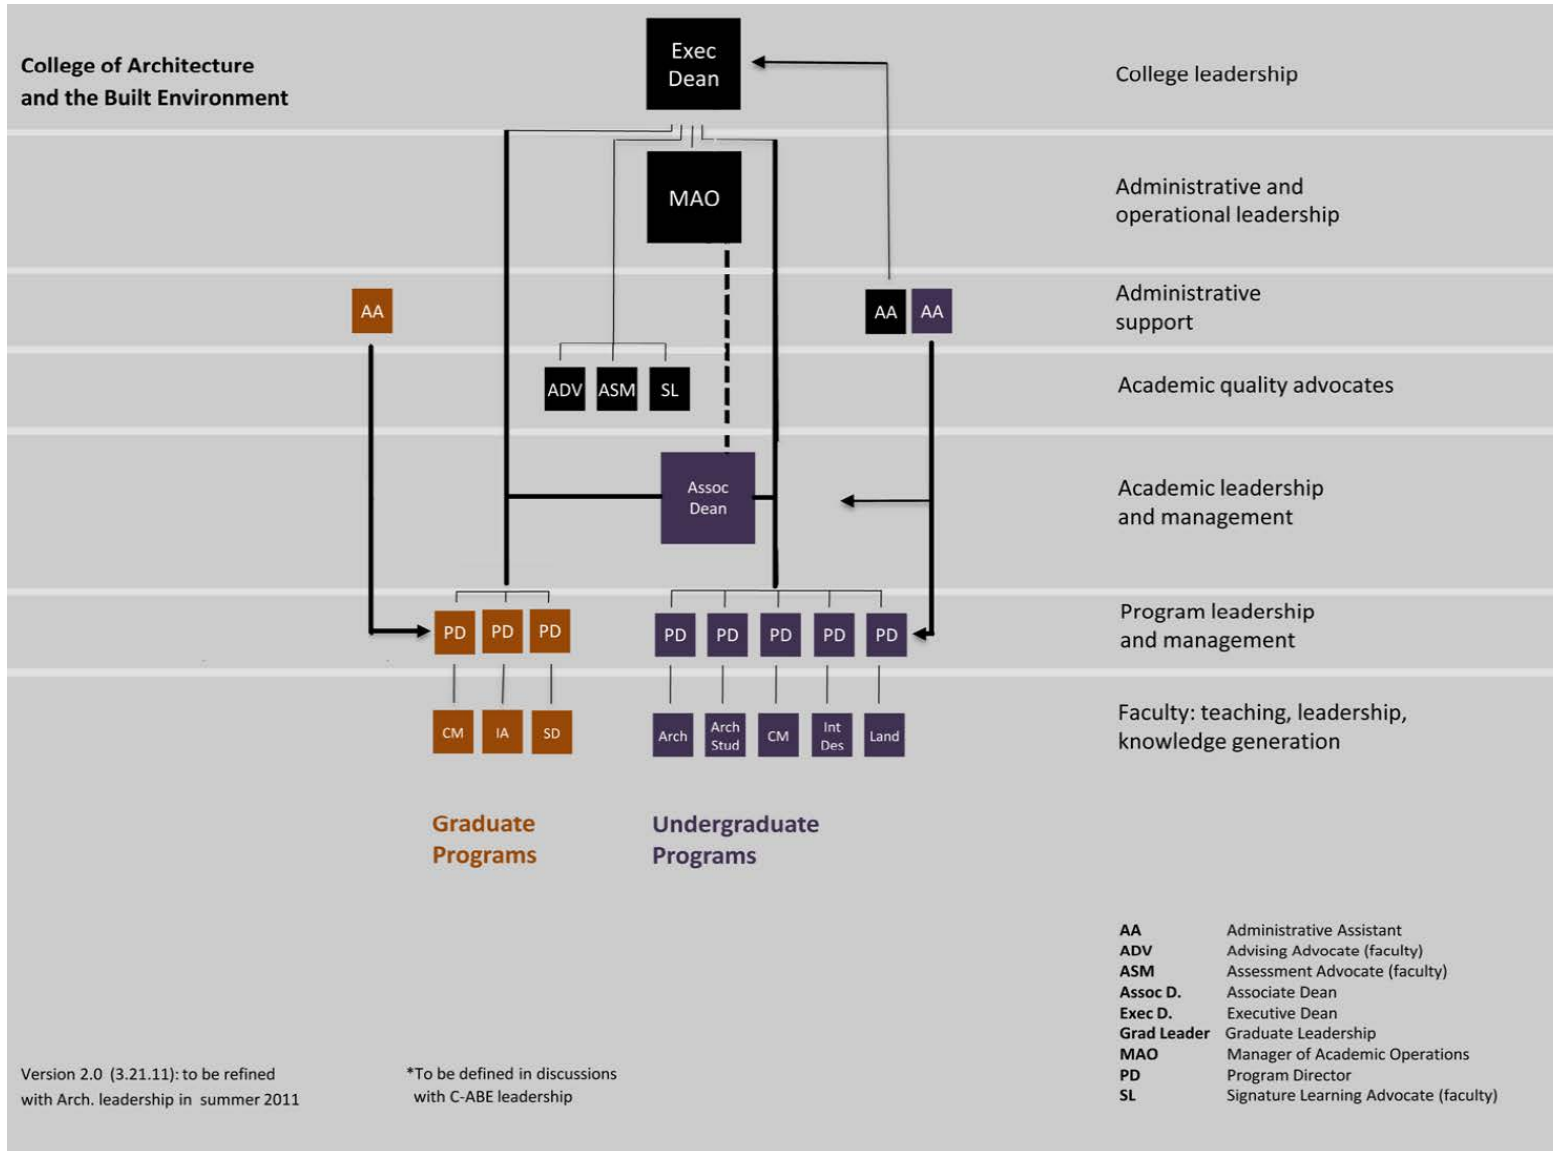 College of Architecture
and the Built Environment
Exec
Dean
College leadership
MAO
Administrative and
operational leadership
AA
AA
AA
Administrative
support
ADV
ASM
SL
Academic quality advocates
Assoc
Dean
Academic leadership
and management
PD
PD
PD
PD
PD
PD
PD
PD
Program leadership
and management
CM
IA
SD
Arch
Arch
Stud
CM
Int
Des
Land
Faculty: teaching, leadership,
knowledge generation
Graduate
Programs
Undergraduate
Programs
AA Administrative Assistant
ADV Advising Advocate (faculty)
ASM Assessment Advocate (faculty)
Assoc D. Associate Dean
Exec D. Executive Dean
Grad Leader Graduate Leadership
MAO Manager of Academic Operations
PD Program Director
SL Signature Learning Advocate (faculty)
Version 2.0 (3.21.11): to be refined
with Arch. leadership in summer 2011
*To be defined in discussions
with C-ABE leadership